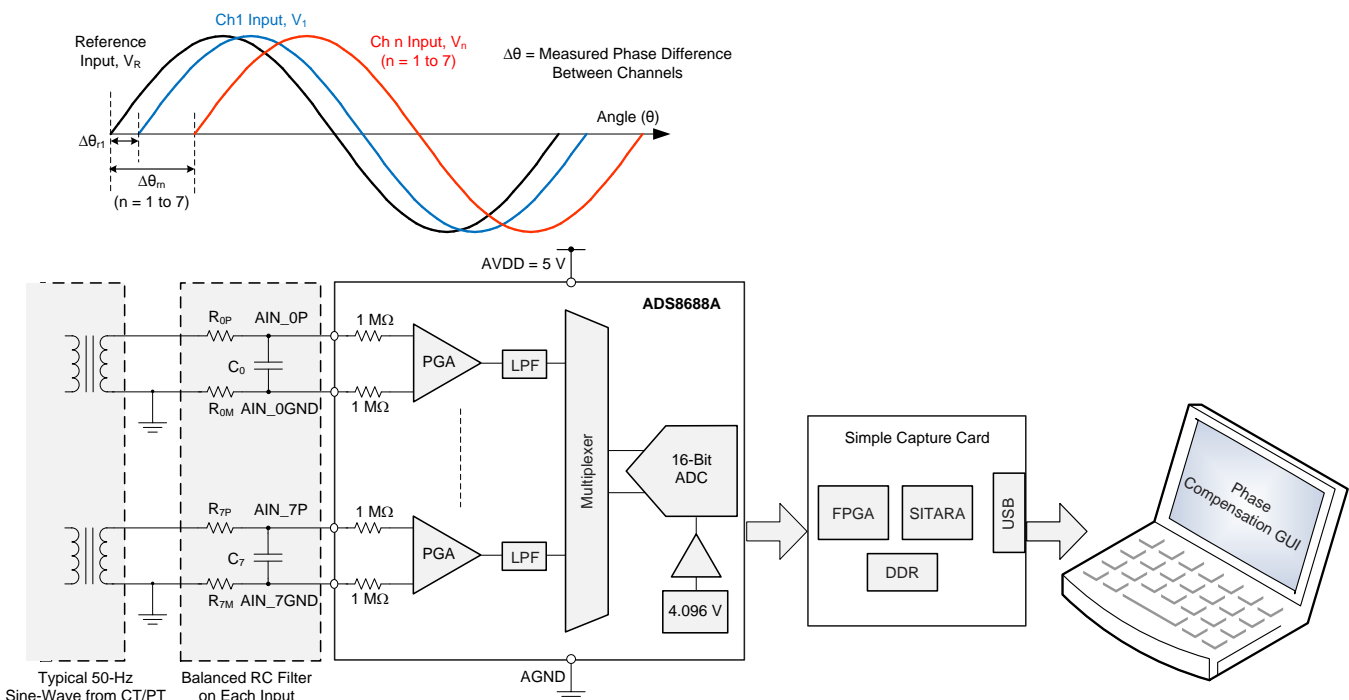 Ch1 Input, V1
Reference
Input, VR
Ch n Input, Vn
(n = 1 to 7)
Δθ = Measured Phase Difference
Between Channels
Angle (θ)
Δθr1
Δθrn
(n = 1 to 7)
AVDD = 5 V
ADS8688A
R0P
AIN_0P
1 MΩ
C0
PGA
LPF
R0M
AIN_0GND
1 MΩ
Multiplexer
16-Bit
ADC
4.096 V
R7P
AIN_7P
1 MΩ
C7
PGA
LPF
R7M
AIN_7GND
1 MΩ
AGND
Simple Capture Card
FPGA
SITARA
DDR
USB
Phase
Compensation GUI
Typical 50-Hz
Sine-Wave from CT/PT
Balanced RC Filter
on Each Input